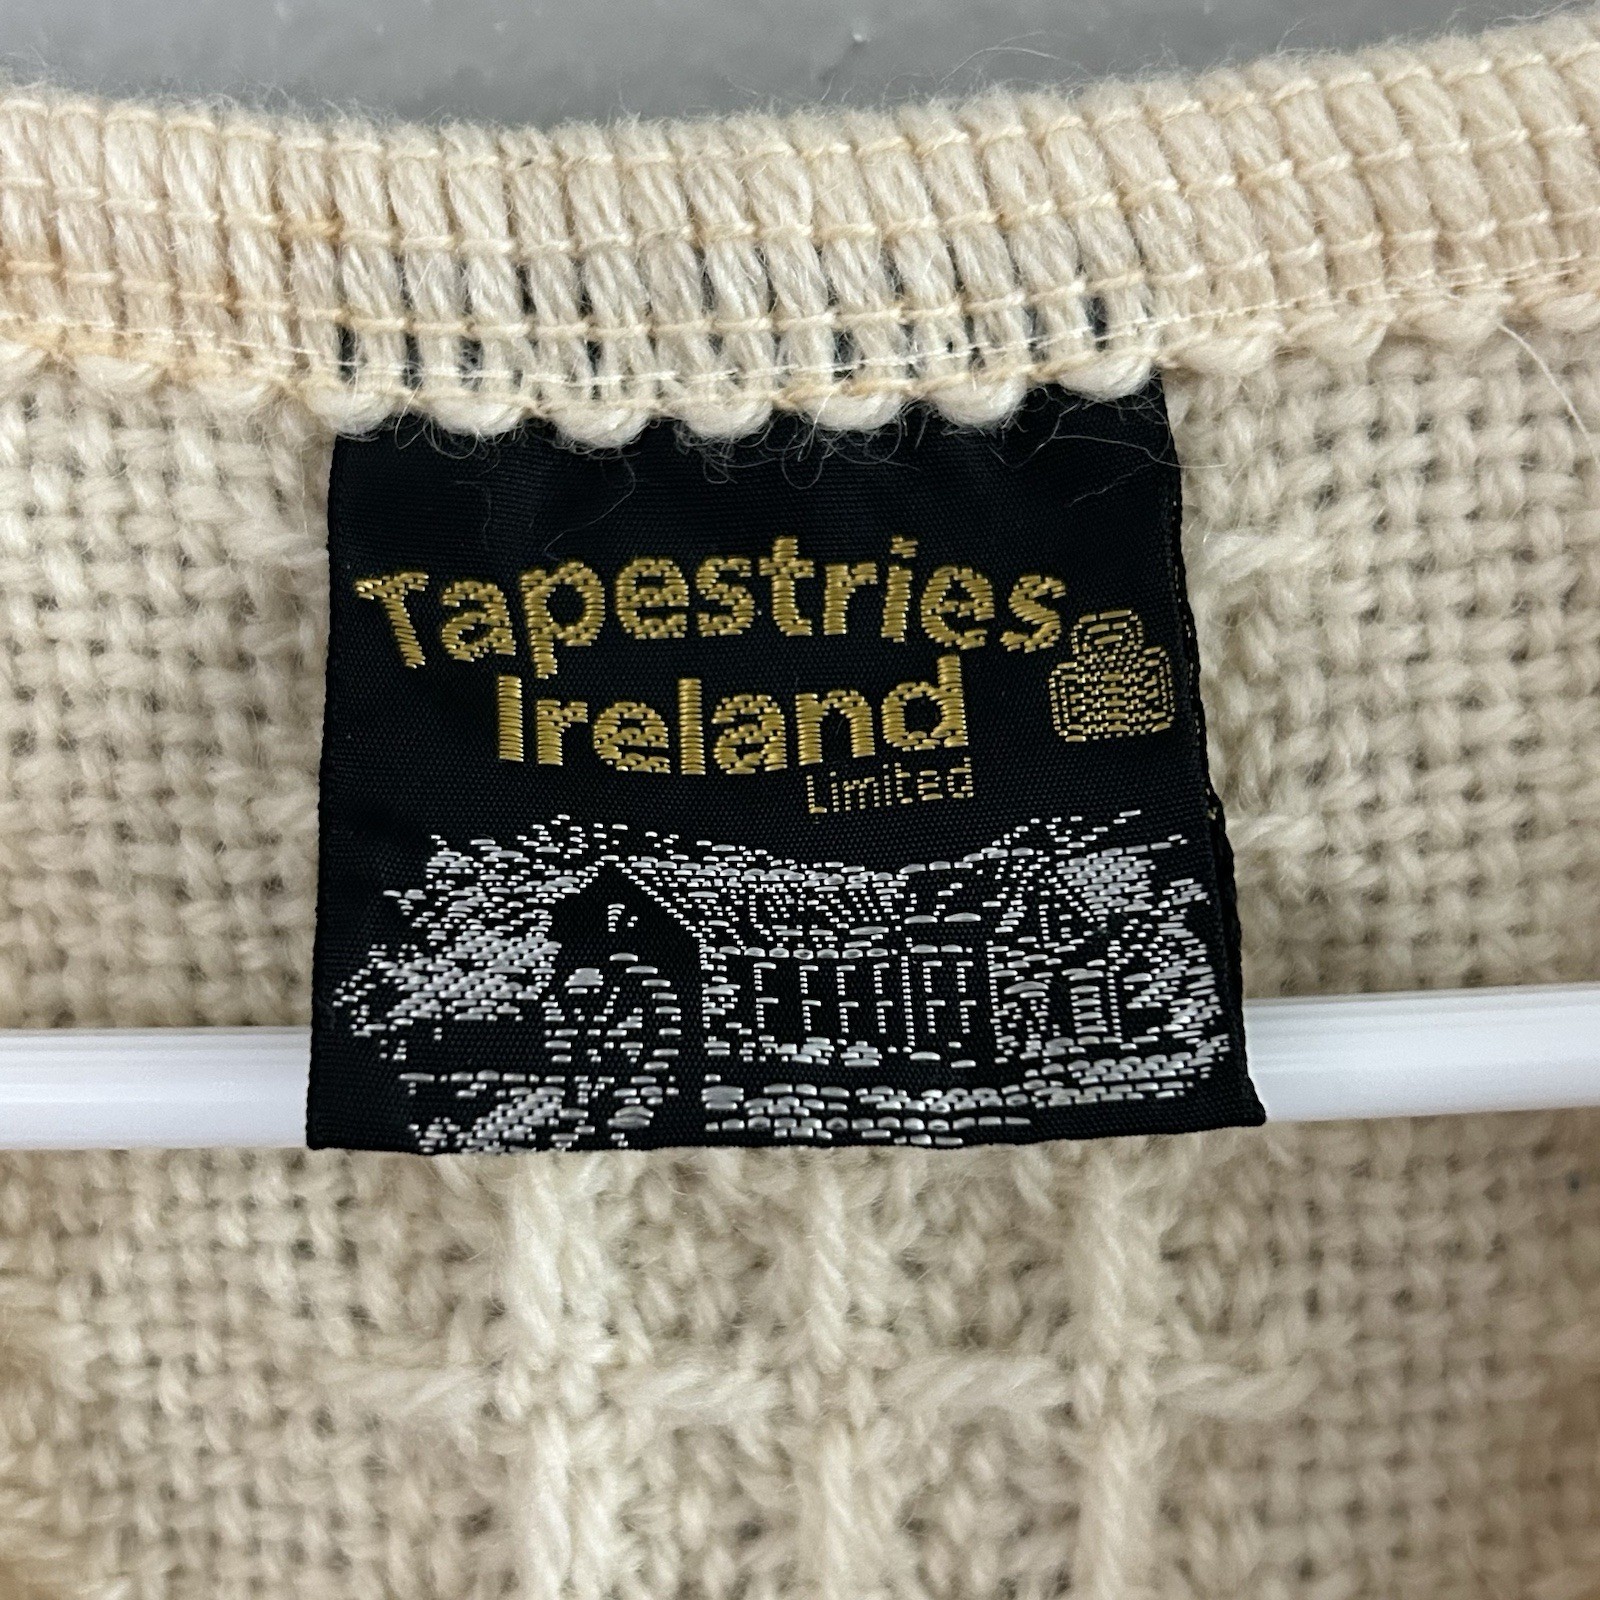 Tapestries
Ireland
Limited